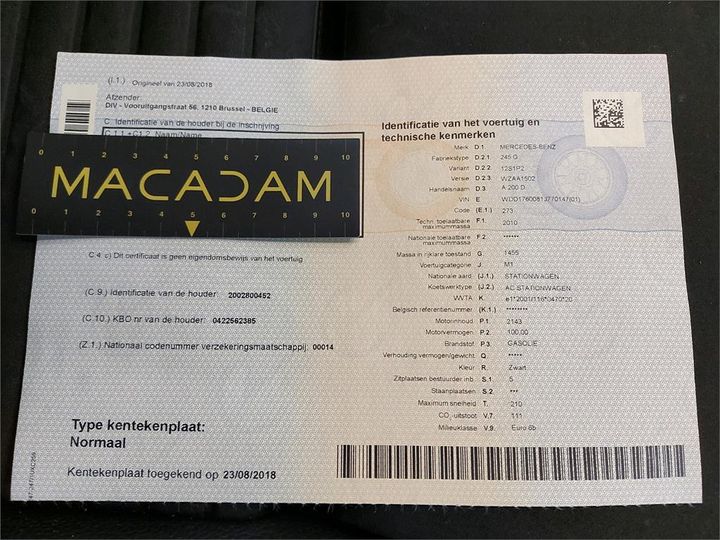 (I.1.) Origineel van 23/08/2018
Afzender
DIV - Vooruitgangstraat 56, 1210 Brussel - BELGIE
C. Identificatie van de houder bij de inschrijving
C.1.1.+C1.2. Naam/Name
0 1 2 3 4 5 6 7 8 9 10
MACADAM
0 1 2 3 4 5 6 7 8 9 10
C.4 c) Dit certificaat is geen eigendomsbewijs van het voertuig
(C.9.) Identificatie van de houder: 2002800452
(C.10.) KBO nr van de houder: 0422562385
(Z.1.) Nationaal codenummer verzekeringsmaatschappij: 00014
Type kentekenplaat:
Normaal
Kentekenplaat toegekend op 23/08/2018
Identificatie van het voertuig en
technische kenmerken
Merk D.1. MERCEDES-BENZ
Fabriekstype D.2.1. 245 G
Variant D.2.2. 12S1P2
Versie D.2.3. WZAA1502
Handelsnaam D.3. A 200 D
VIN E
Code (E.1.) 273
Techn. toelaatbare maximummassa F.1. 2010
Nationale toelaatbare maximummassa F.2. ******
Massa in rijklare toestand G. 1455
Voertuigcategorie J. M1
Nationale aard (J.1.) STATIONWAGEN
Koetswerktype (J.2.) AC STATIONWAGEN
WVTA K. e1*2001/116*0470*20
Belgisch referentienummer (K.1.) ********
Motorinhoud P.1. 2143
Motorvermogen P.2. 100,00
Brandstof P.3. GASOLIE
Verhouding vermogen/gewicht Q. *****
Kleur R. Zwart
Zitplaatsen bestuurder inb. S.1. 5
Staanplaatsen S.2. ***
Maximum snelheid T. 210
CO₂-uitstoot V.7. 111
Milieuklasse V.9. Euro 6b